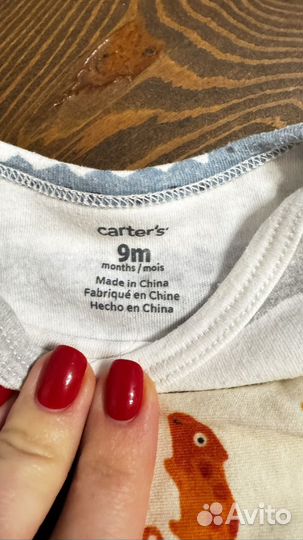 carter's
9m
months / mois
Made in China
Fabriqué en Chine
Hecho en China
Avito